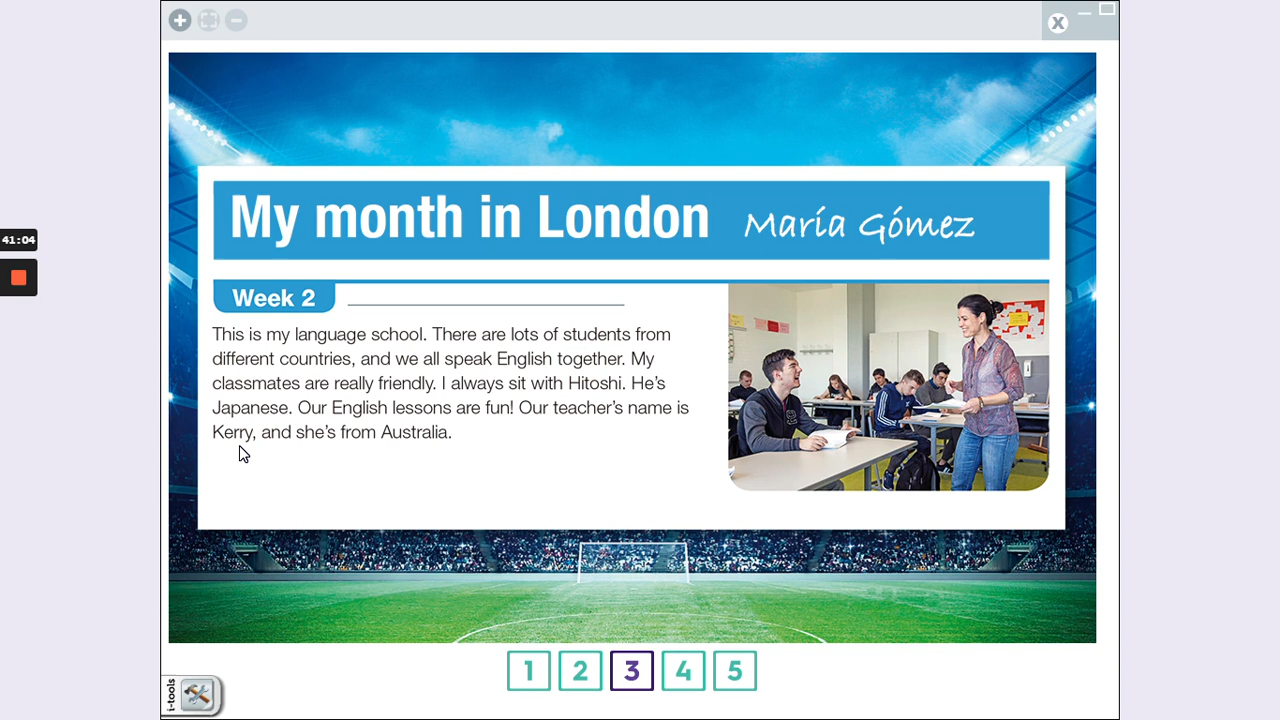 41:04
My month in London María Gómez
Week 2
This is my language school. There are lots of students from
different countries, and we all speak English together. My
classmates are really friendly. I always sit with Hitoshi. He's
Japanese. Our English lessons are fun! Our teacher's name is
Kerry, and she's from Australia.
1 2 3 4 5
i-tools